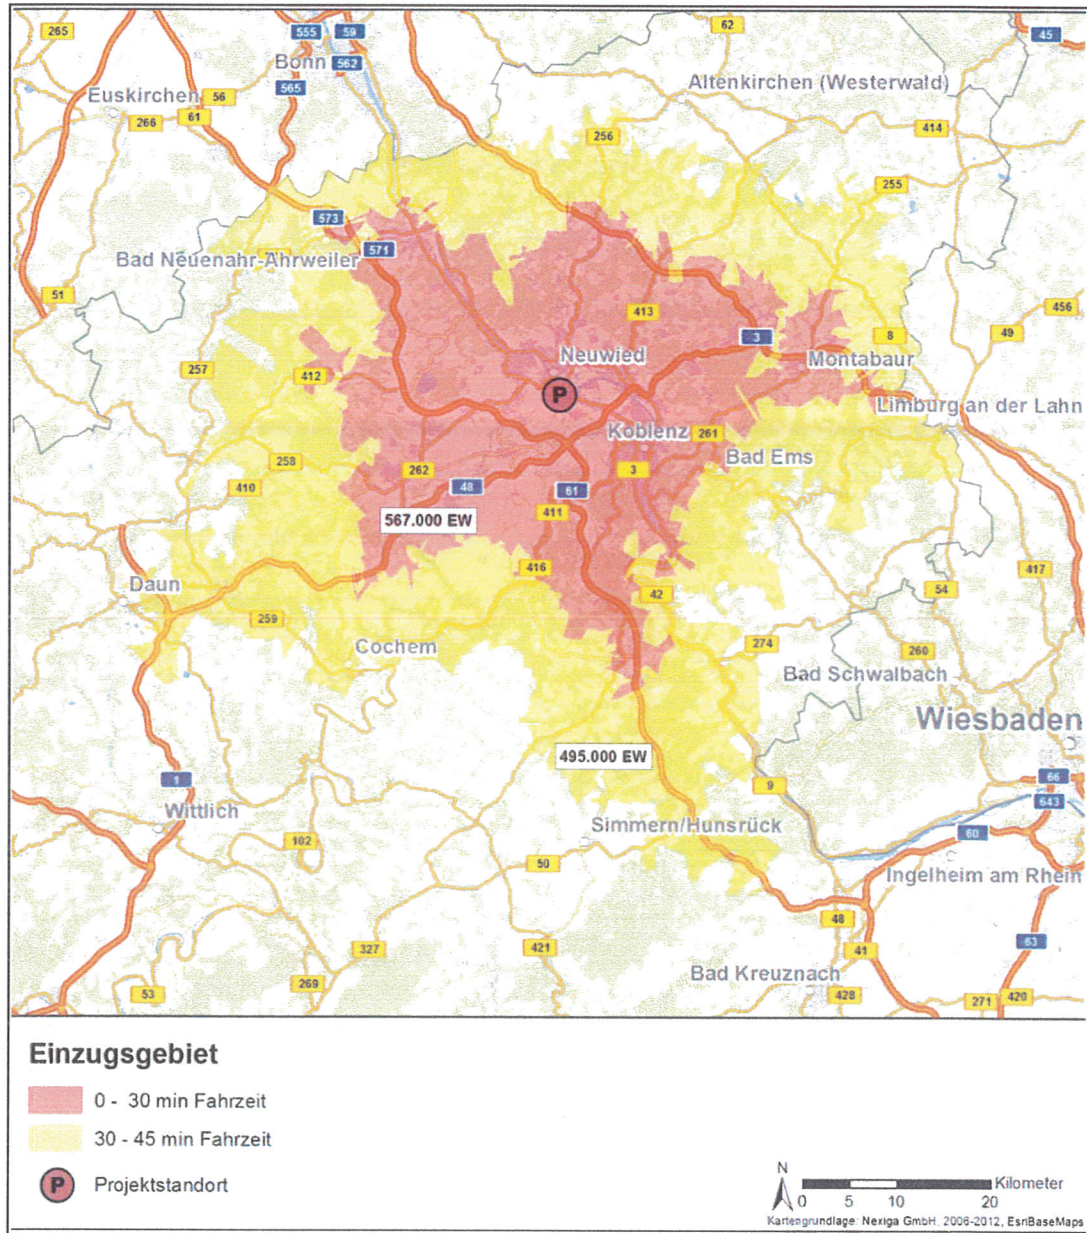 265
555
59
62
45
Bonn
562
565
Altenkirchen (Westerwald)
Euskirchen
56
266
61
256
414
255
573
571
Bad Neuenahr-Ahrweiler
51
413
456
3
8
49
Neuwied
Montabaur
257
412
P
Limburg an der Lahn
Koblenz
261
Bad Ems
258
262
3
410
48
61
411
567.000 EW
416
417
Daun
42
54
259
274
260
Cochem
Bad Schwalbach
Wiesbaden
495.000 EW
1
9
66
643
Wittlich
Simmern/Hunsrück
60
102
50
Ingelheim am Rhein
48
327
421
41
63
Bad Kreuznach
53
269
428
271
420
Einzugsgebiet
0 - 30 min Fahrzeit
30 - 45 min Fahrzeit
P Projektstandort
N
Kilometer
0 5 10 20
Kartengrundlage: Nexiga GmbH, 2006-2012, EsriBaseMaps